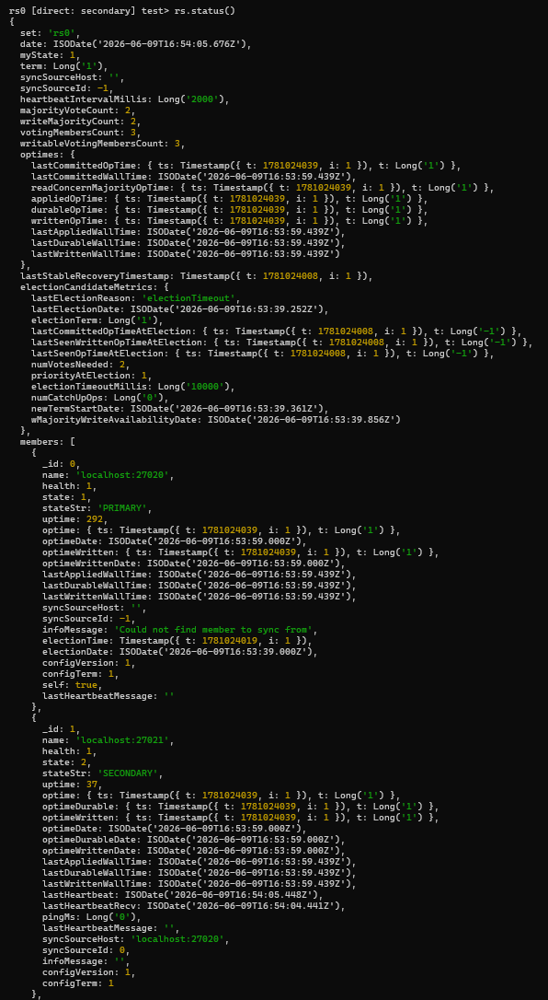 rs0 [direct: secondary] test> rs.status()
{
  set: 'rs0',
  date: ISODate('2026-06-09T16:54:05.676Z'),
  myState: 1,
  term: Long('1'),
  syncSourceHost: '',
  syncSourceId: -1,
  heartbeatIntervalMillis: Long('2000'),
  majorityVoteCount: 2,
  writeMajorityCount: 2,
  votingMembersCount: 3,
  writableVotingMembersCount: 3,
  optimes: {
    lastCommittedOpTime: { ts: Timestamp({ t: 1781024039, i: 1 }), t: Long('1') },
    lastCommittedWallTime: ISODate('2026-06-09T16:53:59.439Z'),
    readConcernMajorityOpTime: { ts: Timestamp({ t: 1781024039, i: 1 }), t: Long('1') },
    appliedOpTime: { ts: Timestamp({ t: 1781024039, i: 1 }), t: Long('1') },
    durableOpTime: { ts: Timestamp({ t: 1781024039, i: 1 }), t: Long('1') },
    writtenOpTime: { ts: Timestamp({ t: 1781024039, i: 1 }), t: Long('1') },
    lastAppliedWallTime: ISODate('2026-06-09T16:53:59.439Z'),
    lastDurableWallTime: ISODate('2026-06-09T16:53:59.439Z'),
    lastWrittenWallTime: ISODate('2026-06-09T16:53:59.439Z')
  },
  lastStableRecoveryTimestamp: Timestamp({ t: 1781024008, i: 1 }),
  electionCandidateMetrics: {
    lastElectionReason: 'electionTimeout',
    lastElectionDate: ISODate('2026-06-09T16:53:39.252Z'),
    electionTerm: Long('1'),
    lastCommittedOpTimeAtElection: { ts: Timestamp({ t: 1781024008, i: 1 }), t: Long('-1') },
    lastSeenWrittenOpTimeAtElection: { ts: Timestamp({ t: 1781024008, i: 1 }), t: Long('-1') },
    lastSeenOpTimeAtElection: { ts: Timestamp({ t: 1781024008, i: 1 }), t: Long('-1') },
    numVotesNeeded: 2,
    priorityAtElection: 1,
    electionTimeoutMillis: Long('10000'),
    numCatchUpOps: Long('0'),
    newTermStartDate: ISODate('2026-06-09T16:53:39.361Z'),
    wMajorityWriteAvailabilityDate: ISODate('2026-06-09T16:53:39.856Z')
  },
  members: [
    {
      _id: 0,
      name: 'localhost:27020',
      health: 1,
      state: 1,
      stateStr: 'PRIMARY',
      uptime: 292,
      optime: { ts: Timestamp({ t: 1781024039, i: 1 }), t: Long('1') },
      optimeDate: ISODate('2026-06-09T16:53:59.000Z'),
      optimeWritten: { ts: Timestamp({ t: 1781024039, i: 1 }), t: Long('1') },
      optimeWrittenDate: ISODate('2026-06-09T16:53:59.000Z'),
      lastAppliedWallTime: ISODate('2026-06-09T16:53:59.439Z'),
      lastDurableWallTime: ISODate('2026-06-09T16:53:59.439Z'),
      lastWrittenWallTime: ISODate('2026-06-09T16:53:59.439Z'),
      syncSourceHost: '',
      syncSourceId: -1,
      infoMessage: 'Could not find member to sync from',
      electionTime: Timestamp({ t: 1781024019, i: 1 }),
      electionDate: ISODate('2026-06-09T16:53:39.000Z'),
      configVersion: 1,
      configTerm: 1,
      self: true,
      lastHeartbeatMessage: ''
    },
    {
      _id: 1,
      name: 'localhost:27021',
      health: 1,
      state: 2,
      stateStr: 'SECONDARY',
      uptime: 37,
      optime: { ts: Timestamp({ t: 1781024039, i: 1 }), t: Long('1') },
      optimeDurable: { ts: Timestamp({ t: 1781024039, i: 1 }), t: Long('1') },
      optimeWritten: { ts: Timestamp({ t: 1781024039, i: 1 }), t: Long('1') },
      optimeDate: ISODate('2026-06-09T16:53:59.000Z'),
      optimeDurableDate: ISODate('2026-06-09T16:53:59.000Z'),
      optimeWrittenDate: ISODate('2026-06-09T16:53:59.000Z'),
      lastAppliedWallTime: ISODate('2026-06-09T16:53:59.439Z'),
      lastDurableWallTime: ISODate('2026-06-09T16:53:59.439Z'),
      lastWrittenWallTime: ISODate('2026-06-09T16:53:59.439Z'),
      lastHeartbeat: ISODate('2026-06-09T16:54:05.448Z'),
      lastHeartbeatRecv: ISODate('2026-06-09T16:54:04.441Z'),
      pingMs: Long('0'),
      lastHeartbeatMessage: '',
      syncSourceHost: 'localhost:27020',
      syncSourceId: 0,
      infoMessage: '',
      configVersion: 1,
      configTerm: 1
    },